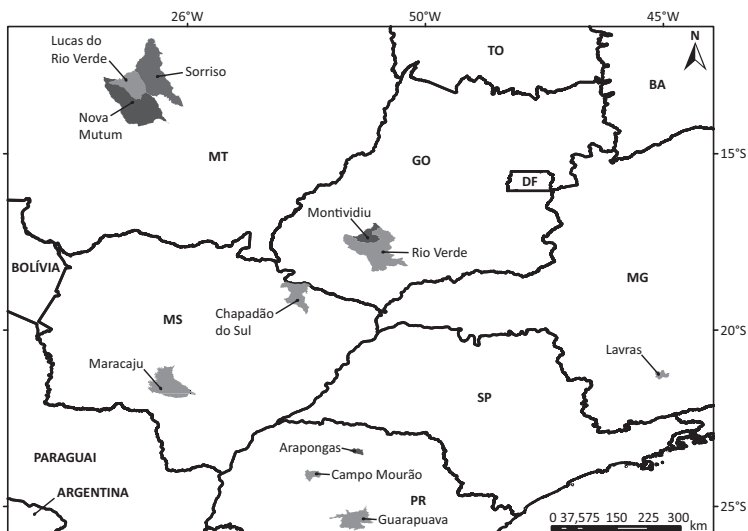 26°W
50°W
45°W
Lucas do
Rio Verde
Sorriso
Nova
Mutum
TO
N
BA
MT
GO
15°S
DF
Montividiu
Rio Verde
BOLÍVIA
MG
Chapadão
do Sul
MS
20°S
Maracaju
Lavras
SP
Arapongas
PARAGUAI
Campo Mourão
ARGENTINA
PR
Guarapuava
25°S
0 37,575 150 225 300
km